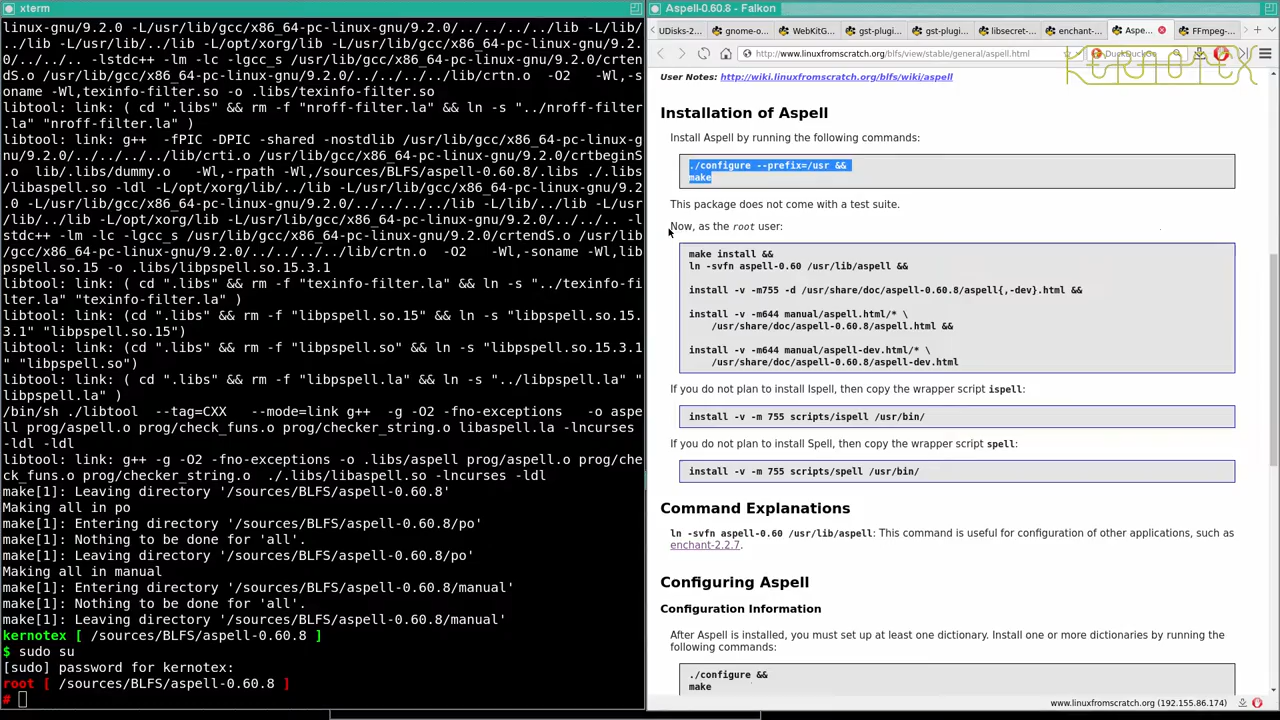 xterm
linux-gnu/9.2.0 -L/usr/lib/gcc/x86_64-pc-linux-gnu/9.2.0/../../../../lib -L/lib/
../lib -L/usr/lib/../lib -L/opt/xorg/lib -L/usr/lib/gcc/x86_64-pc-linux-gnu/9.2.
0/../../.. -lstdc++ -lm -lc -lgcc_s /usr/lib/gcc/x86_64-pc-linux-gnu/9.2.0/crten
dS.o /usr/lib/gcc/x86_64-pc-linux-gnu/9.2.0/../../../../lib/crtn.o -O2 -Wl,-s
oname -Wl,texinfo-filter.so -o .libs/texinfo-filter.so
libtool: link: ( cd ".libs" && rm -f "nroff-filter.la" && ln -s "../nroff-filter
.la" "nroff-filter.la" )
libtool: link: g++ -fPIC -DPIC -shared -nostdlib /usr/lib/gcc/x86_64-pc-linux-g
nu/9.2.0/../../../../lib/crti.o /usr/lib/gcc/x86_64-pc-linux-gnu/9.2.0/crtbeginS
.o lib/.libs/dummy.o -Wl,-rpath -Wl,/sources/BLFS/aspell-0.60.8/.libs ./.libs
/libaspell.so -ldl -L/opt/xorg/lib -L/usr/lib/gcc/x86_64-pc-linux-gnu/9.2
.0 -L/usr/lib/gcc/x86_64-pc-linux-gnu/9.2.0/../../../../lib -L/lib/../lib -L/usr
/lib/../lib -L/opt/xorg/lib -L/usr/lib/gcc/x86_64-pc-linux-gnu/9.2.0/../../.. -l
stdc++ -lm -lc -lgcc_s /usr/lib/gcc/x86_64-pc-linux-gnu/9.2.0/crtendS.o /usr/lib
/gcc/x86_64-pc-linux-gnu/9.2.0/../../../../lib/crtn.o -O2 -Wl,-soname -Wl,lib
pspell.so.15 -o .libs/libpspell.so.15.3.1
libtool: link: ( cd ".libs" && rm -f "texinfo-filter.la" && ln -s "../texinfo-fi
lter.la" "texinfo-filter.la" )
libtool: link: (cd ".libs" && rm -f "libpspell.so.15" && ln -s "libpspell.so.15.
3.1" "libpspell.so.15")
libtool: link: (cd ".libs" && rm -f "libpspell.so" && ln -s "libpspell.so.15.3.1
" "libpspell.so")
libtool: link: ( cd ".libs" && rm -f "libpspell.la" && ln -s "../libpspell.la" "
libpspell.la" )
/bin/sh ./libtool --tag=CXX --mode=link g++ -g -O2 -fno-exceptions -o aspe
ll prog/aspell.o prog/check_funs.o prog/checker_string.o libaspell.la -lncurses
-ldl -ldl
libtool: link: g++ -g -O2 -fno-exceptions -o .libs/aspell prog/aspell.o prog/che
ck_funs.o prog/checker_string.o ./.libs/libaspell.so -lncurses -ldl
make[1]: Leaving directory '/sources/BLFS/aspell-0.60.8'
Making all in po
make[1]: Entering directory '/sources/BLFS/aspell-0.60.8/po'
make[1]: Nothing to be done for 'all'.
make[1]: Leaving directory '/sources/BLFS/aspell-0.60.8/po'
Making all in manual
make[1]: Entering directory '/sources/BLFS/aspell-0.60.8/manual'
make[1]: Nothing to be done for 'all'.
make[1]: Leaving directory '/sources/BLFS/aspell-0.60.8/manual'
kernotex [ /sources/BLFS/aspell-0.60.8 ]
$ sudo su
[sudo] password for kernotex:
root [ /sources/BLFS/aspell-0.60.8 ]
#
Aspell-0.60.8 - Falkon
UDisks-2... gnome-o... WebKitG... gst-plugi... gst-plugi... libsecret-... enchant-... Aspe... FFmpeg-...
http://www.linuxfromscratch.org/blfs/view/stable/general/aspell.html DuckDuckGo
KERNOTEX
User Notes: http://wiki.linuxfromscratch.org/blfs/wiki/aspell
Installation of Aspell
Install Aspell by running the following commands:
./configure --prefix=/usr &&
make
This package does not come with a test suite.
Now, as the root user:
make install &&
ln -svfn aspell-0.60 /usr/lib/aspell &&
install -v -m755 -d /usr/share/doc/aspell-0.60.8/aspell{,-dev}.html &&
install -v -m644 manual/aspell.html/* \
/usr/share/doc/aspell-0.60.8/aspell.html &&
install -v -m644 manual/aspell-dev.html/* \
/usr/share/doc/aspell-0.60.8/aspell-dev.html
If you do not plan to install Ispell, then copy the wrapper script ispell:
install -v -m 755 scripts/ispell /usr/bin/
If you do not plan to install Spell, then copy the wrapper script spell:
install -v -m 755 scripts/spell /usr/bin/
Command Explanations
ln -svfn aspell-0.60 /usr/lib/aspell: This command is useful for configuration of other applications, such as
enchant-2.2.7.
Configuring Aspell
Configuration Information
After Aspell is installed, you must set up at least one dictionary. Install one or more dictionaries by running the
following commands:
./configure &&
make
www.linuxfromscratch.org (192.155.86.174)